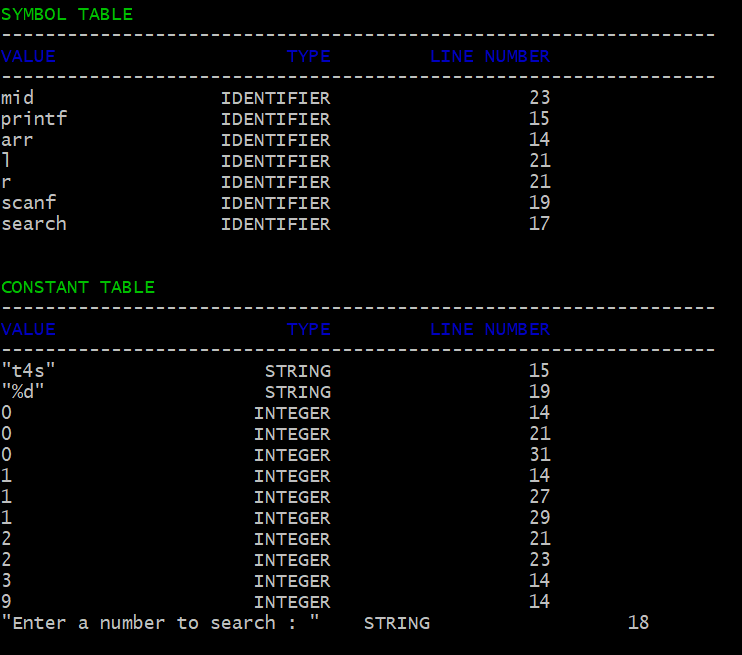 SYMBOL TABLE
-----------------------------------------------------------------
VALUE TYPE LINE NUMBER
-----------------------------------------------------------------
mid IDENTIFIER 23
printf IDENTIFIER 15
arr IDENTIFIER 14
l IDENTIFIER 21
r IDENTIFIER 21
scanf IDENTIFIER 19
search IDENTIFIER 17
CONSTANT TABLE
-----------------------------------------------------------------
VALUE TYPE LINE NUMBER
-----------------------------------------------------------------
"t4s" STRING 15
"%d" STRING 19
0 INTEGER 14
0 INTEGER 21
0 INTEGER 31
1 INTEGER 14
1 INTEGER 27
1 INTEGER 29
2 INTEGER 21
2 INTEGER 23
3 INTEGER 14
9 INTEGER 14
"Enter a number to search : " STRING 18